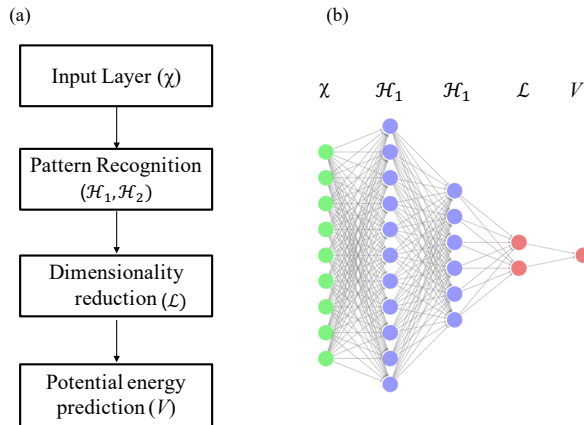 (a)
Input Layer (χ)
Pattern Recognition
(ℋ₁,ℋ₂)
Dimensionality
reduction (ℒ)
Potential energy
prediction (V)
(b)
χ ℋ₁ ℋ₁ ℒ V